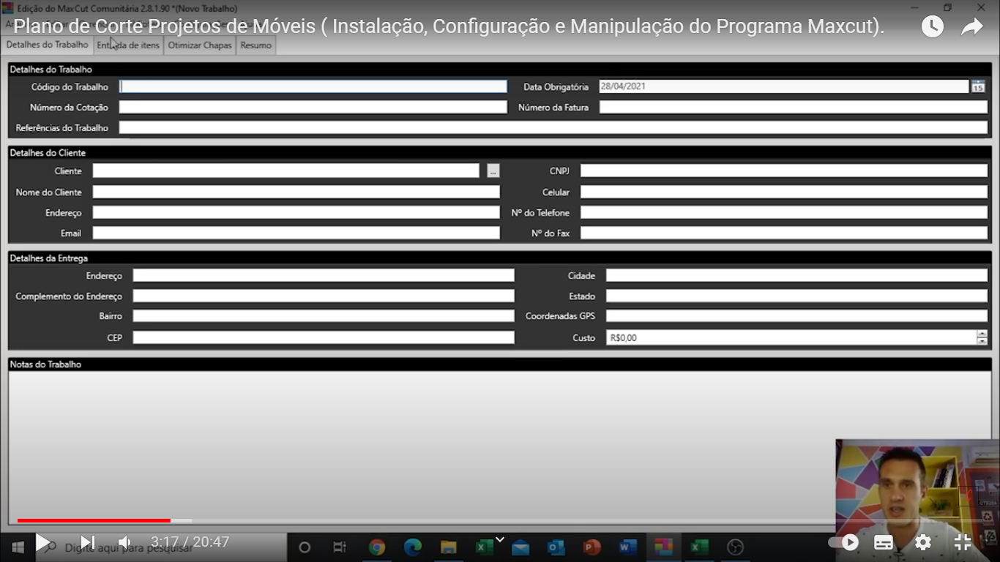 Edição do MaxCut Comunitária 2.8.1.90 *(Novo Trabalho)
Plano de Corte Projetos de Móveis ( Instalação, Configuração e Manipulação do Programa Maxcut).
Detalhes do Trabalho Entrada de itens Otimizar Chapas Resumo
Detalhes do Trabalho
Código do Trabalho Data Obrigatória 28/04/2021 15
Número da Cotação Número da Fatura
Referências do Trabalho
Detalhes do Cliente
Cliente ... CNPJ
Nome do Cliente Celular
Endereço Nº do Telefone
Email Nº do Fax
Detalhes da Entrega
Endereço Cidade
Complemento do Endereço Estado
Bairro Coordenadas GPS
CEP Custo R$0,00
Notas do Trabalho
Digite aqui para pesquisar
3:17 / 20:47